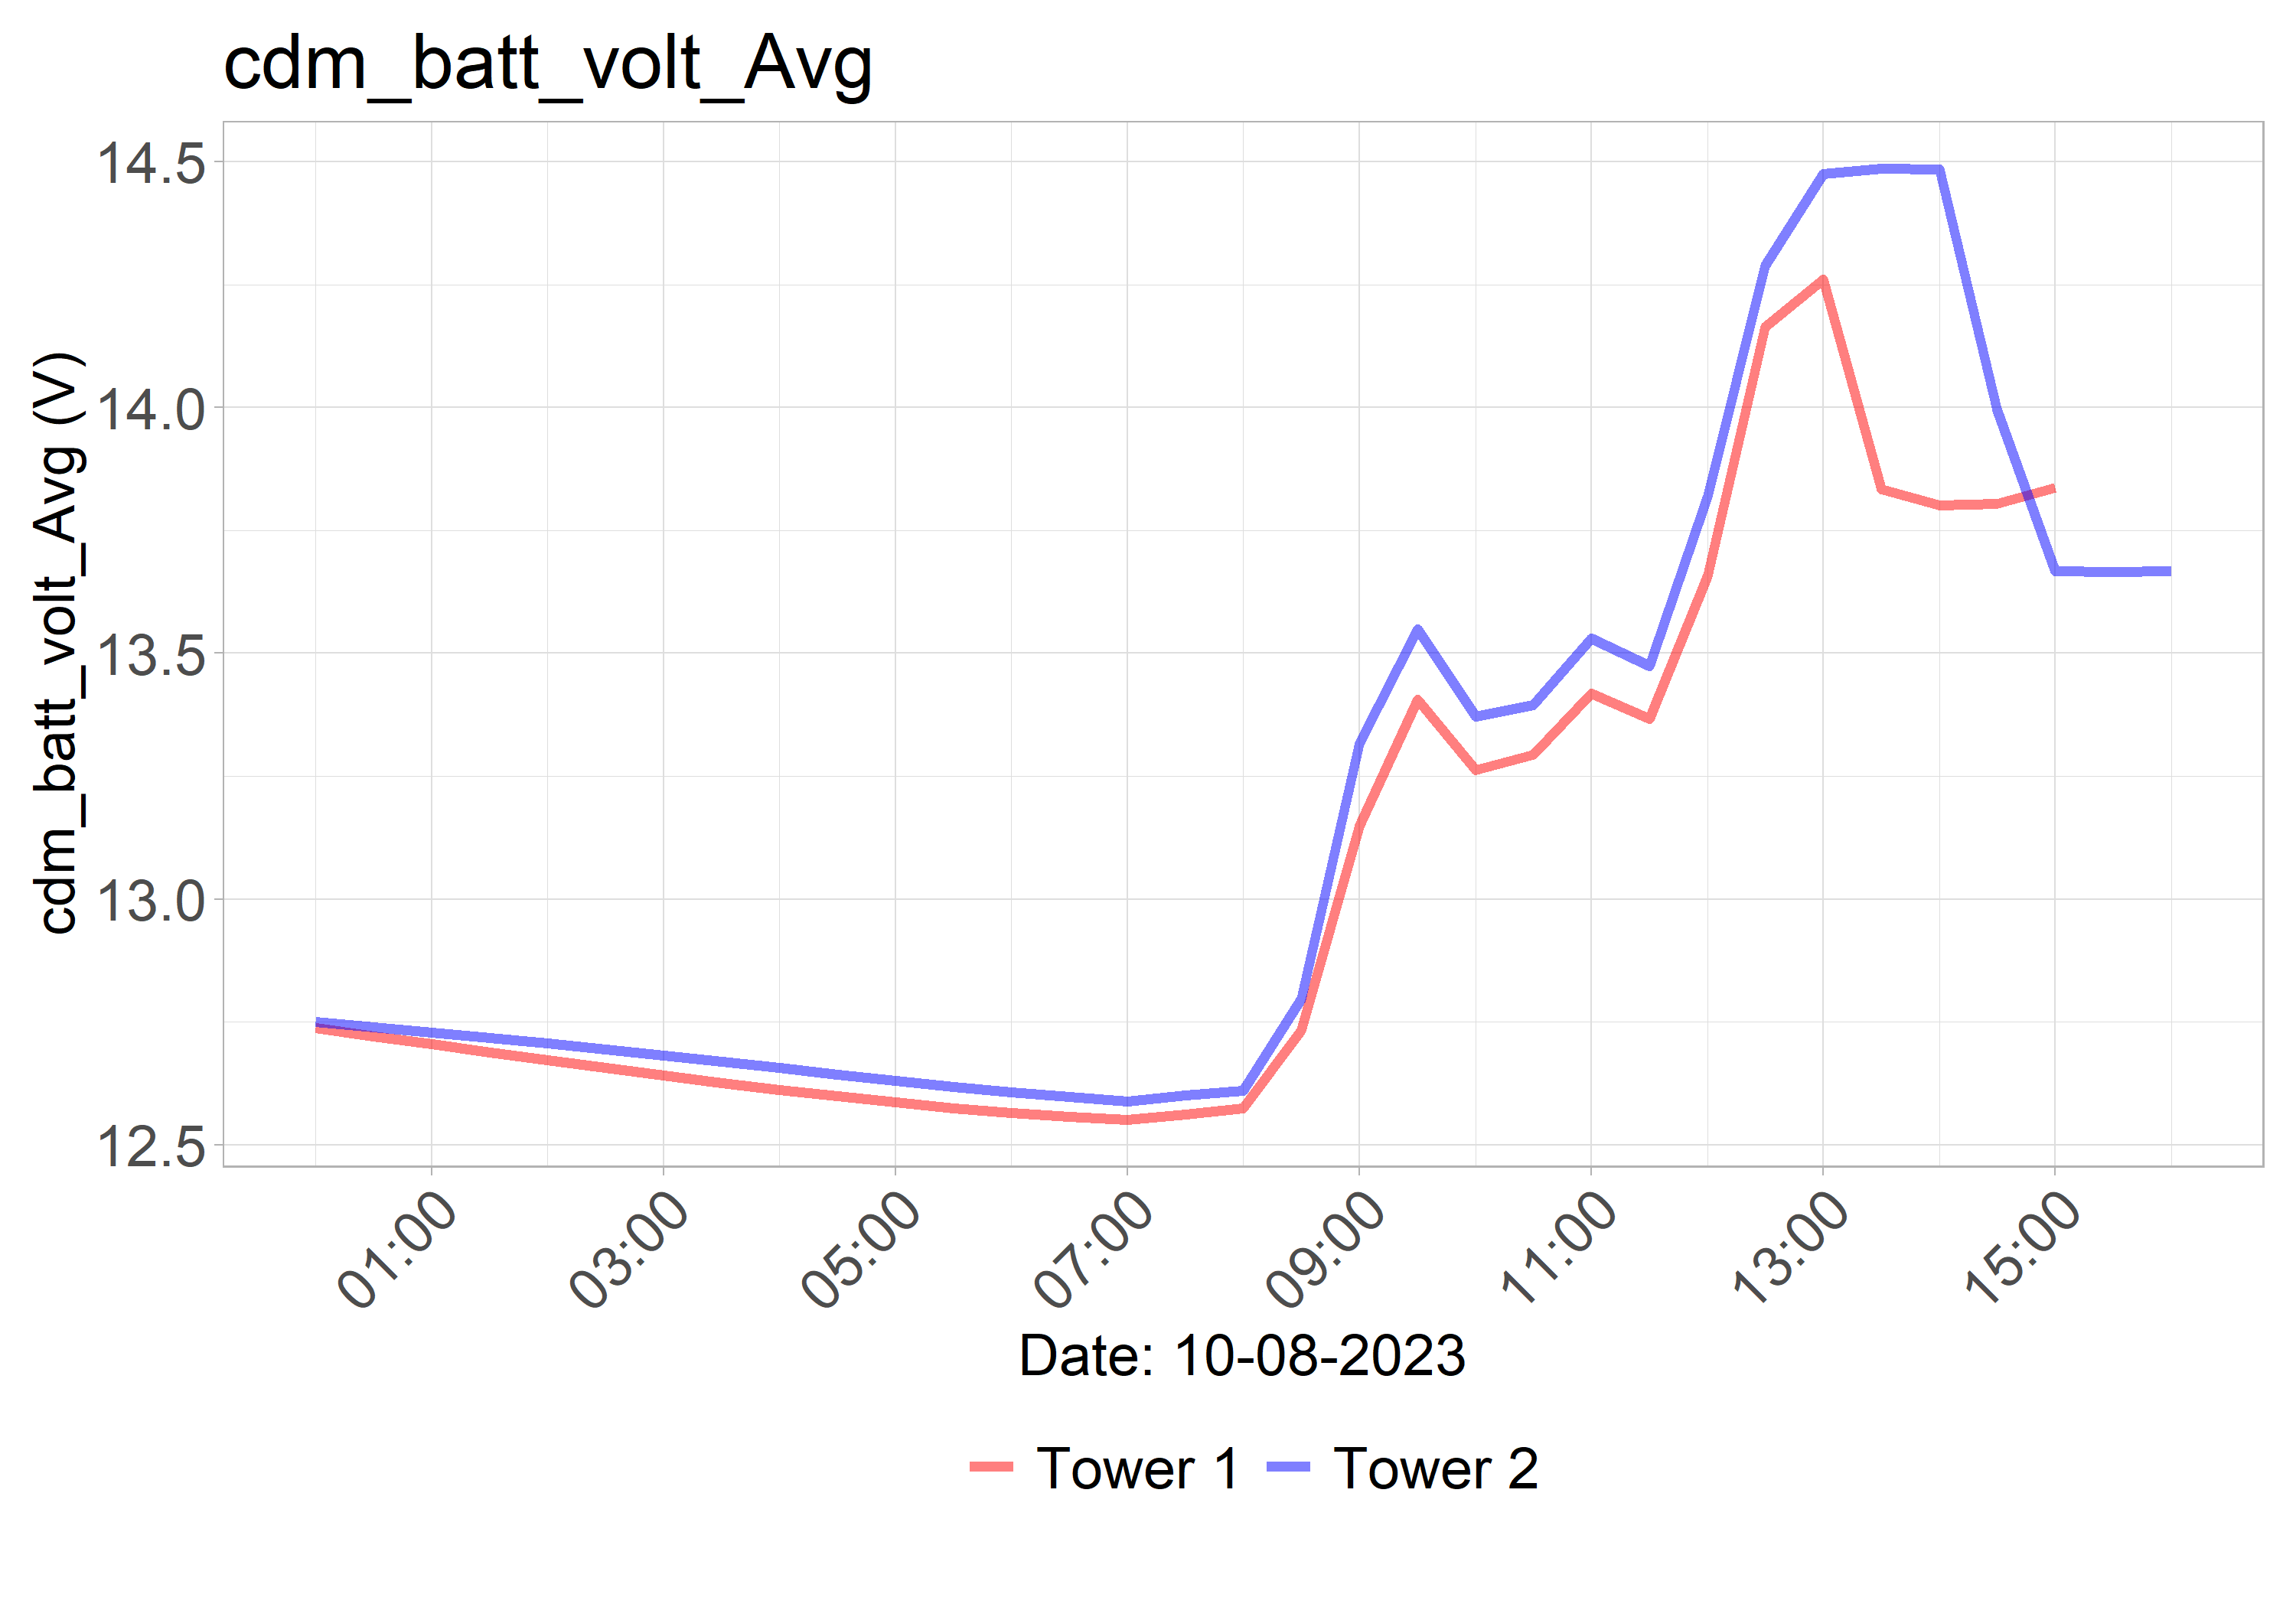 cdm_batt_volt_Avg
cdm_batt_volt_Avg (V)
14.5
14.0
13.5
13.0
12.5
01:00 03:00 05:00 07:00 09:00 11:00 13:00 15:00
Date: 10-08-2023
Tower 1 Tower 2